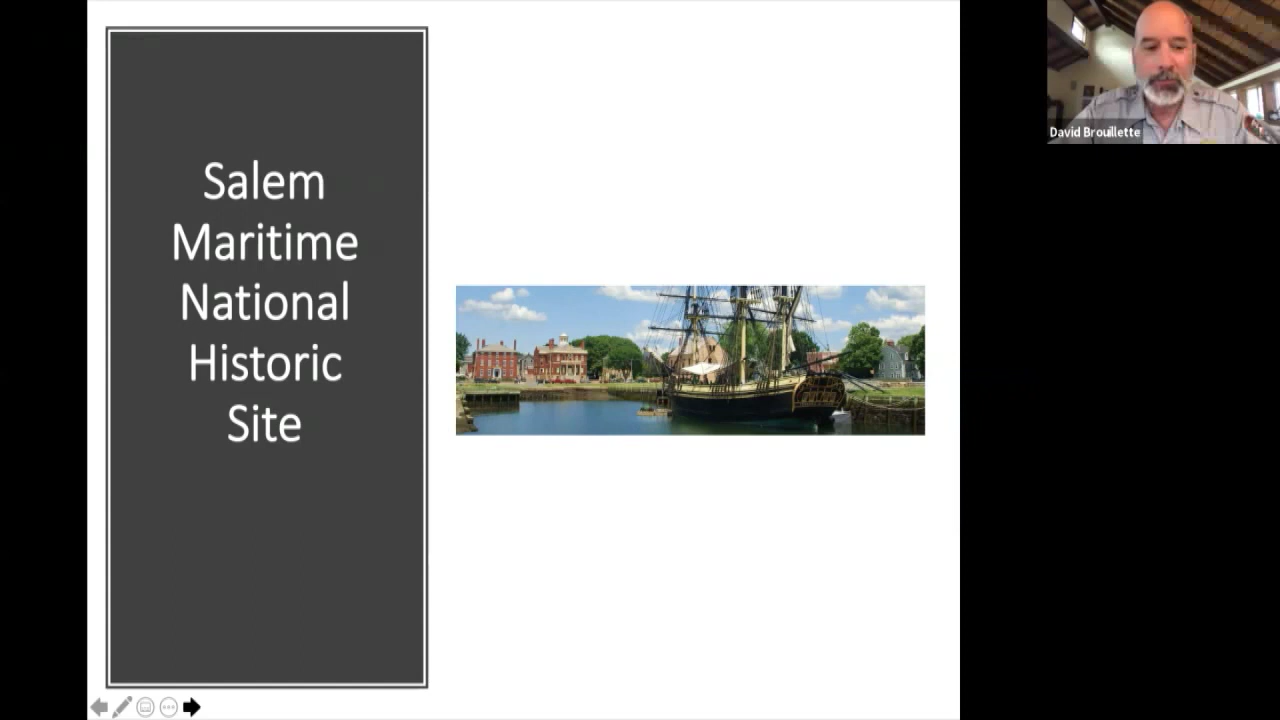 Salem
Maritime
National
Historic
Site
David Brouillette